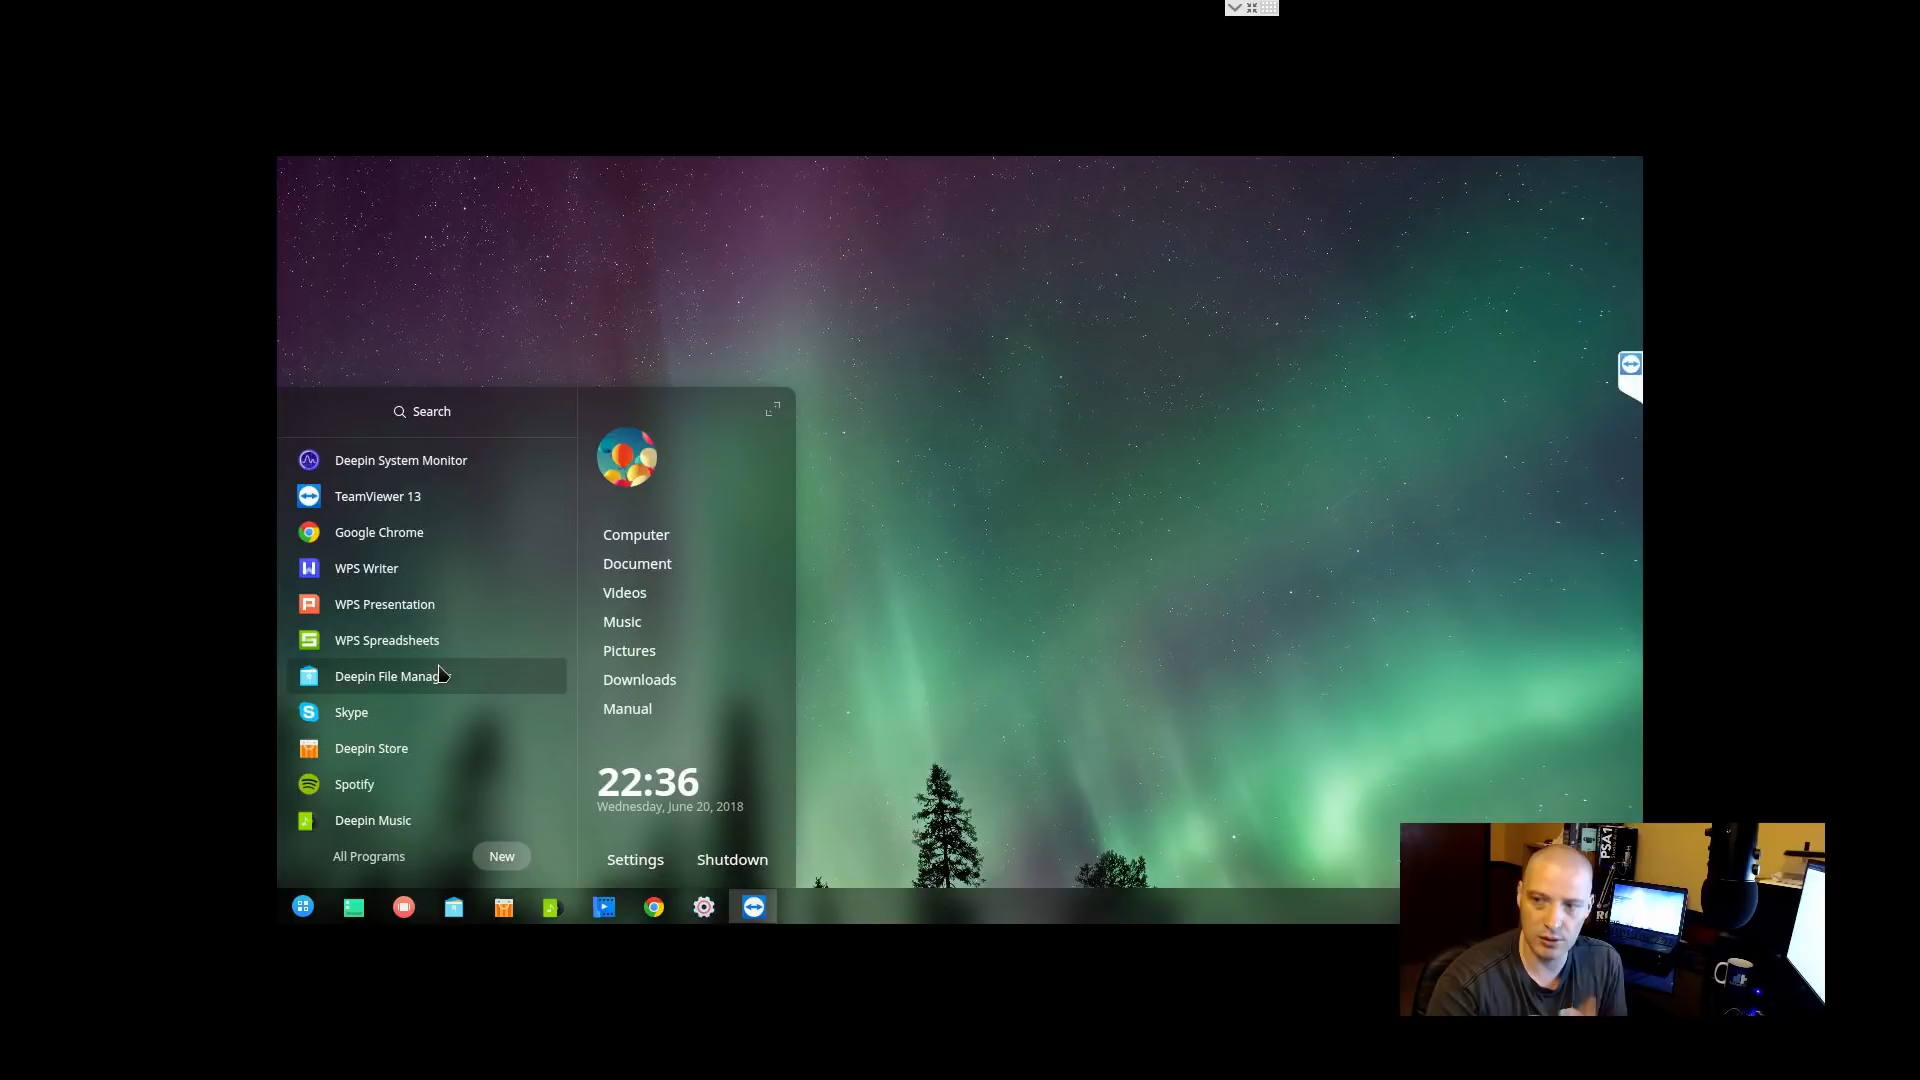 Search
Deepin System Monitor
TeamViewer 13
Google Chrome
WPS Writer
WPS Presentation
WPS Spreadsheets
Deepin File Manag
Skype
Deepin Store
Spotify
Deepin Music
All Programs
New
Computer
Document
Videos
Music
Pictures
Downloads
Manual
22:36
Wednesday, June 20, 2018
Settings
Shutdown
PSA1